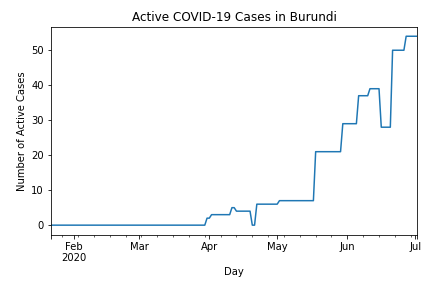 Active COVID-19 Cases in Burundi
Number of Active Cases
50
40
30
20
10
0
Feb Mar Apr May Jun Jul
2020
Day